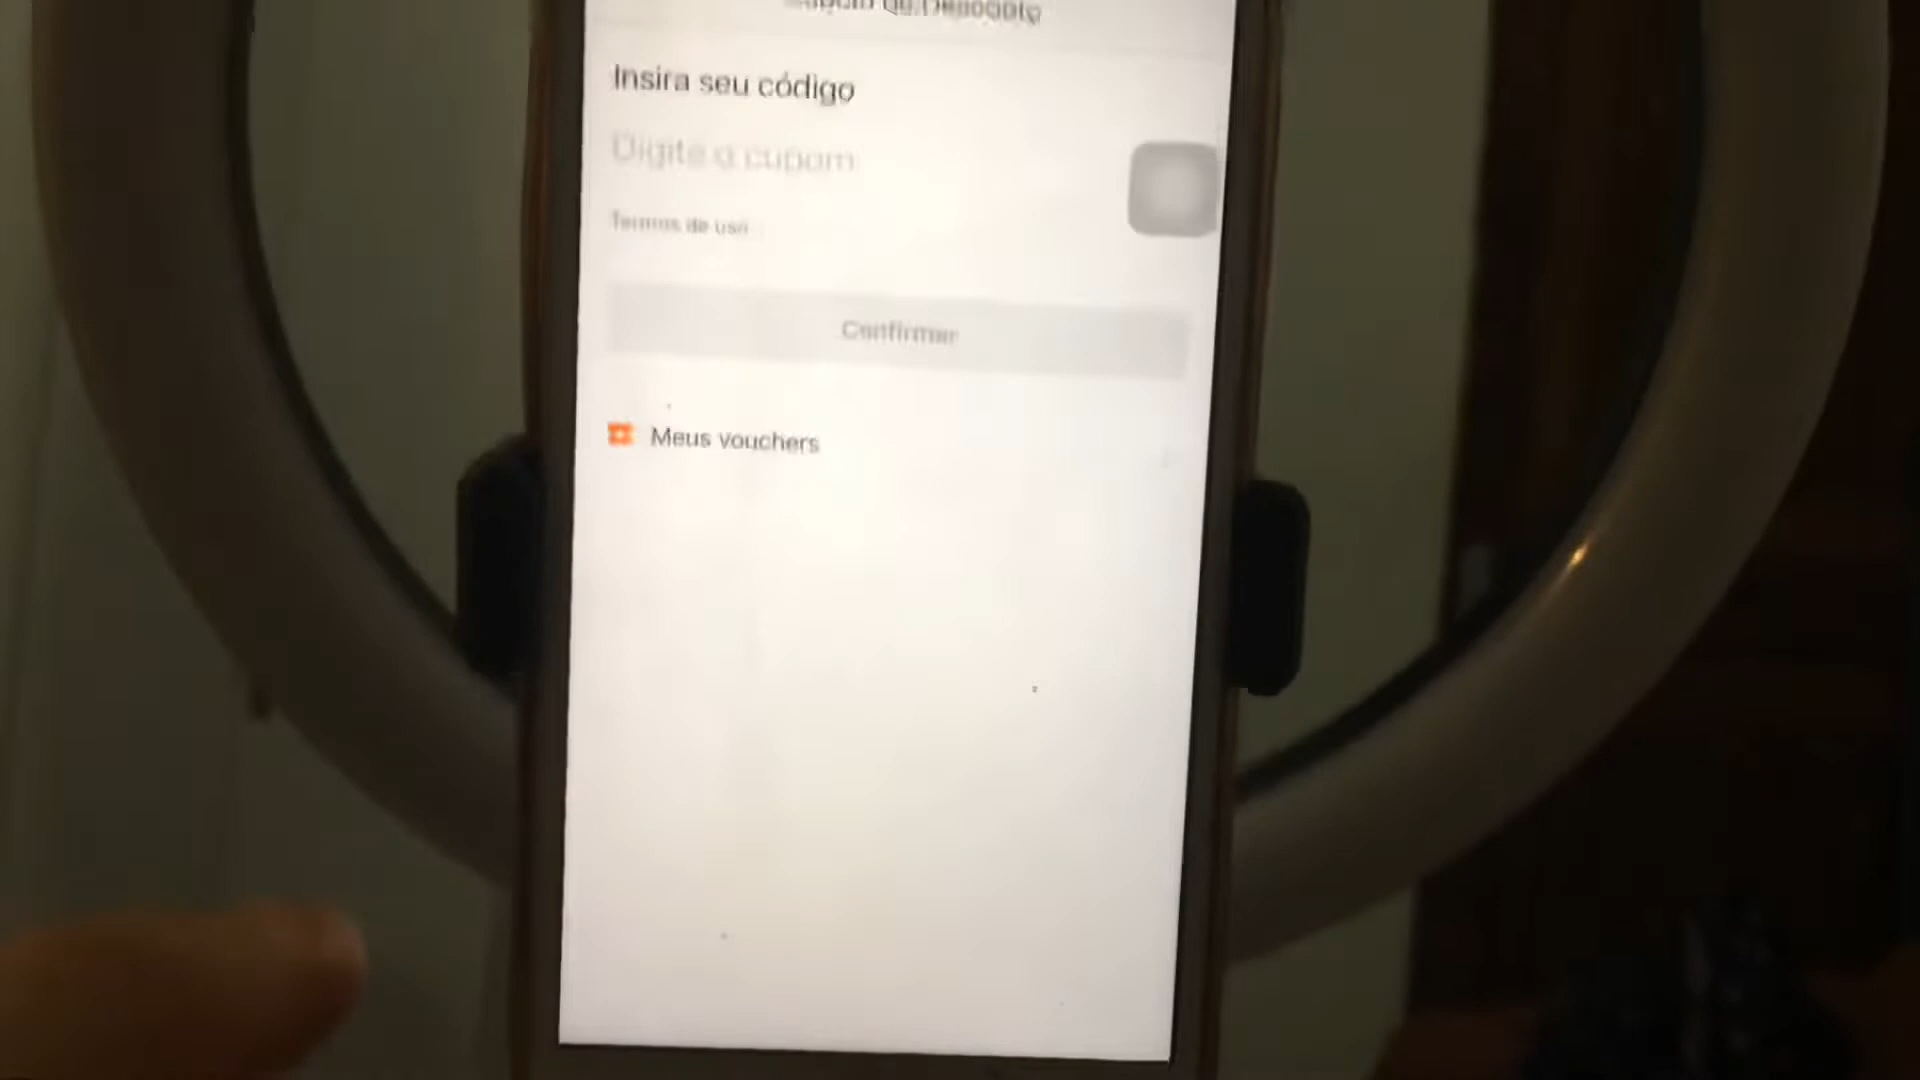 Insira seu código
Digite o cupom
Termos de uso
Confirmar
Meus vouchers